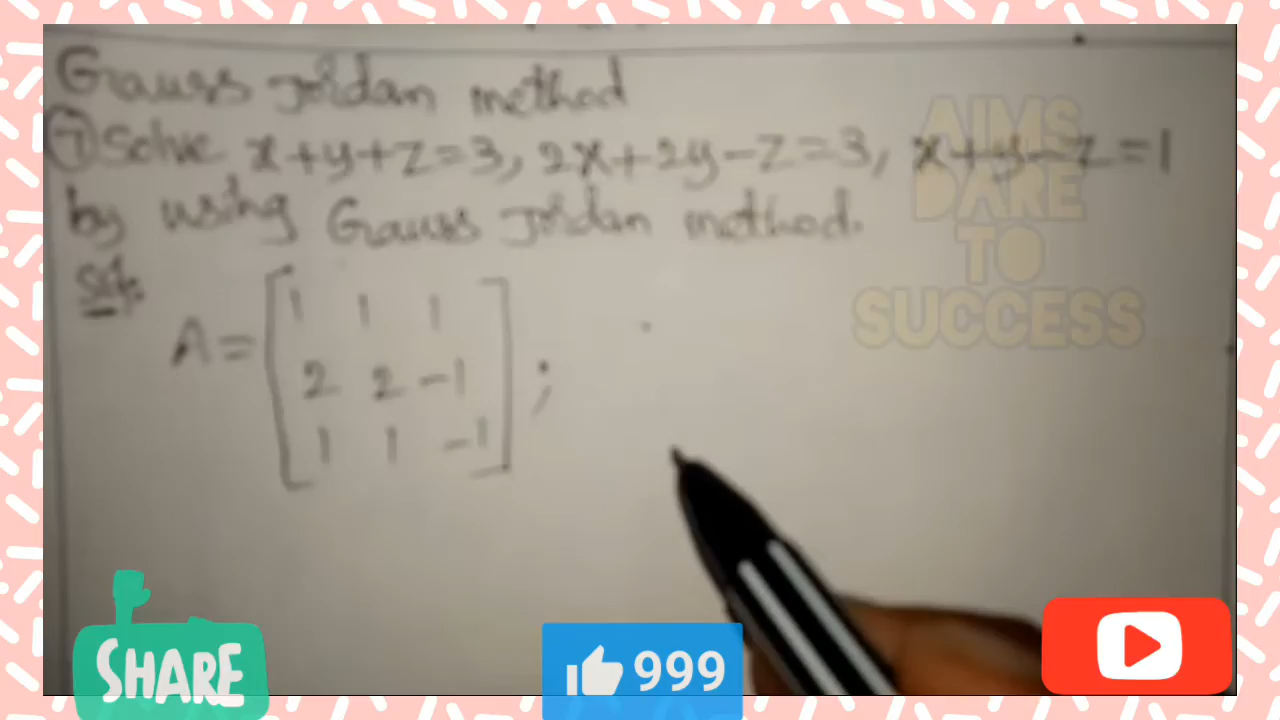 Gauss Jordan method
⑦ Solve x+y+z=3, 2x+2y-z=3, x+y-z=1
by using Gauss Jordan method.
Sol:
A = [ 1 1 1
2 2 -1
1 1 -1 ] ;
AIMS
DARE
TO
SUCCESS
SHARE
999